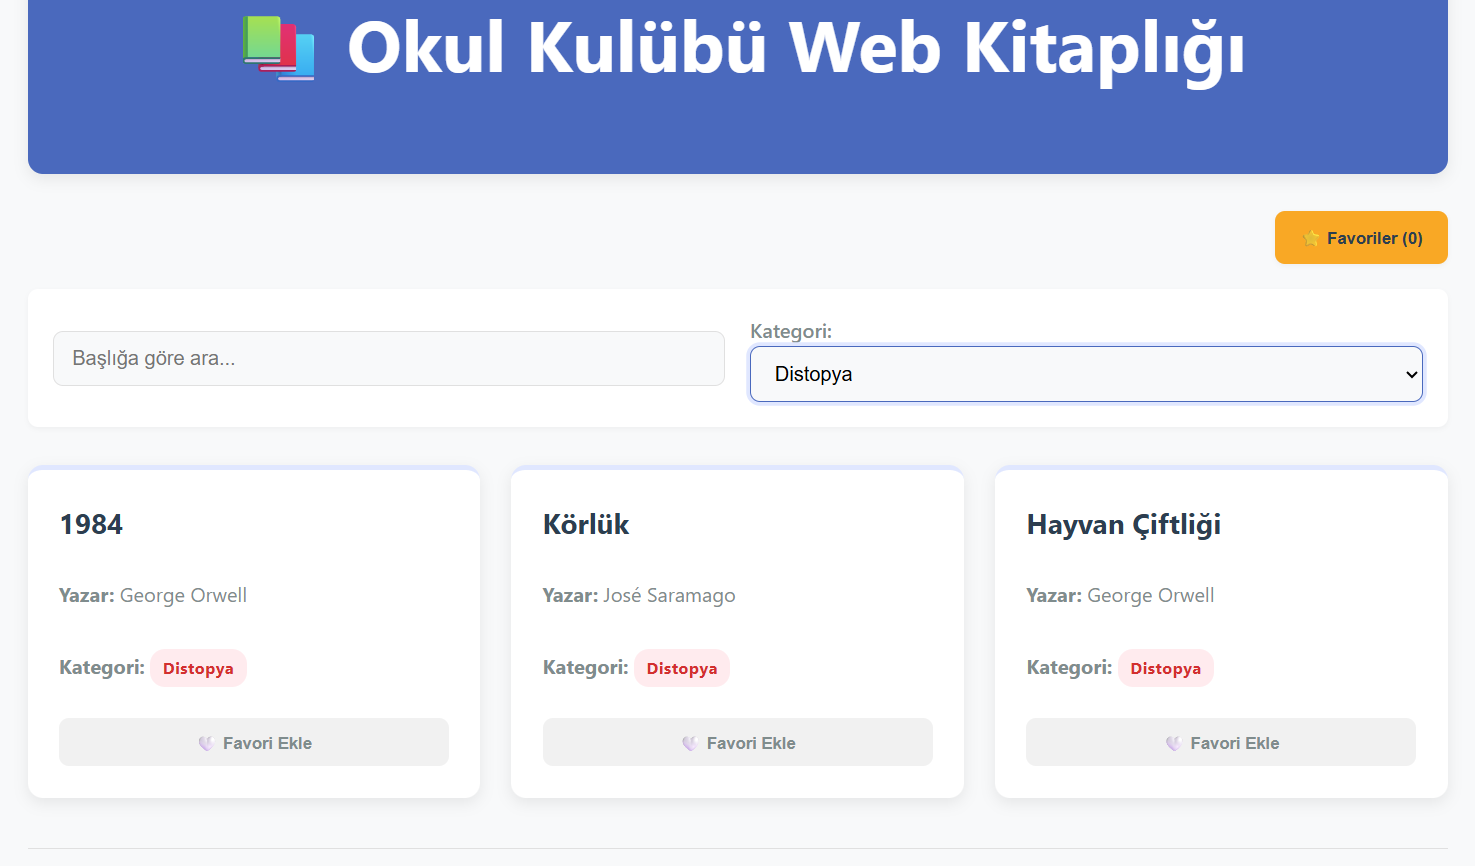 Okul Kulübü Web Kitaplığı
Favoriler (0)
Başlığa göre ara...
Kategori:
Distopya
1984
Yazar: George Orwell
Kategori: Distopya
Favori Ekle
Körlük
Yazar: José Saramago
Kategori: Distopya
Favori Ekle
Hayvan Çiftliği
Yazar: George Orwell
Kategori: Distopya
Favori Ekle